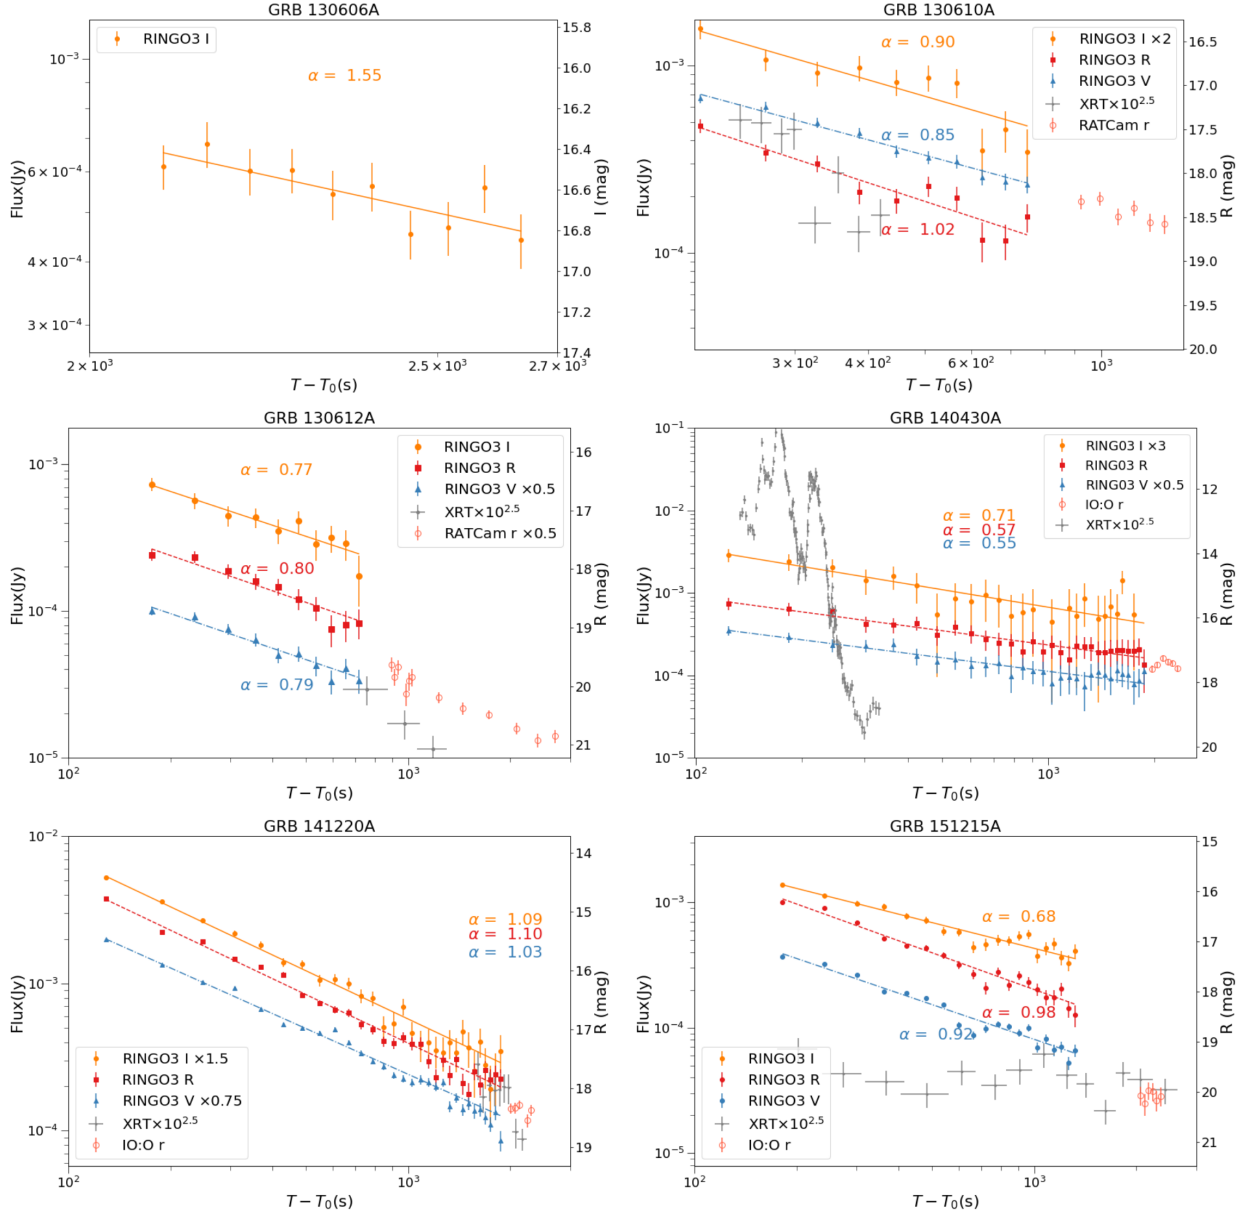 GRB 130606A
RINGO3 I
α = 1.55
10⁻³
6 × 10⁻⁴
4 × 10⁻⁴
3 × 10⁻⁴
Flux(Jy)
15.8
16.0
16.2
16.4
16.6
16.8
17.0
17.2
17.4
I (mag)
2 × 10³
2.5 × 10³
2.7 × 10³
T − T₀(s)
GRB 130610A
α = 0.90
α = 0.85
α = 1.02
RINGO3 I ×2
RINGO3 R
RINGO3 V
XRT×10²·⁵
RATCam r
10⁻³
10⁻⁴
Flux(Jy)
16.5
17.0
17.5
18.0
18.5
19.0
19.5
20.0
R (mag)
3 × 10²
4 × 10²
6 × 10²
10³
T − T₀(s)
GRB 130612A
α = 0.77
α = 0.80
α = 0.79
RINGO3 I
RINGO3 R
RINGO3 V ×0.5
XRT×10²·⁵
RATCam r ×0.5
10⁻³
10⁻⁴
10⁻⁵
Flux(Jy)
16
17
18
19
20
21
R (mag)
10²
10³
T − T₀(s)
GRB 140430A
α = 0.71
α = 0.57
α = 0.55
RING03 I ×3
RING03 R
RING03 V ×0.5
IO:O r
XRT×10²·⁵
10⁻¹
10⁻²
10⁻³
10⁻⁴
10⁻⁵
Flux(Jy)
12
14
16
18
20
R (mag)
10²
10³
T − T₀(s)
GRB 141220A
α = 1.09
α = 1.10
α = 1.03
RINGO3 I ×1.5
RINGO3 R
RINGO3 V ×0.75
XRT×10²·⁵
IO:O r
10⁻²
10⁻³
10⁻⁴
Flux(Jy)
14
15
16
17
18
19
R (mag)
10²
10³
T − T₀(s)
GRB 151215A
α = 0.68
α = 0.98
α = 0.92
RINGO3 I
RINGO3 R
RINGO3 V
XRT×10²·⁵
IO:O r
10⁻³
10⁻⁴
10⁻⁵
Flux(Jy)
15
16
17
18
19
20
21
R (mag)
10²
10³
T − T₀(s)